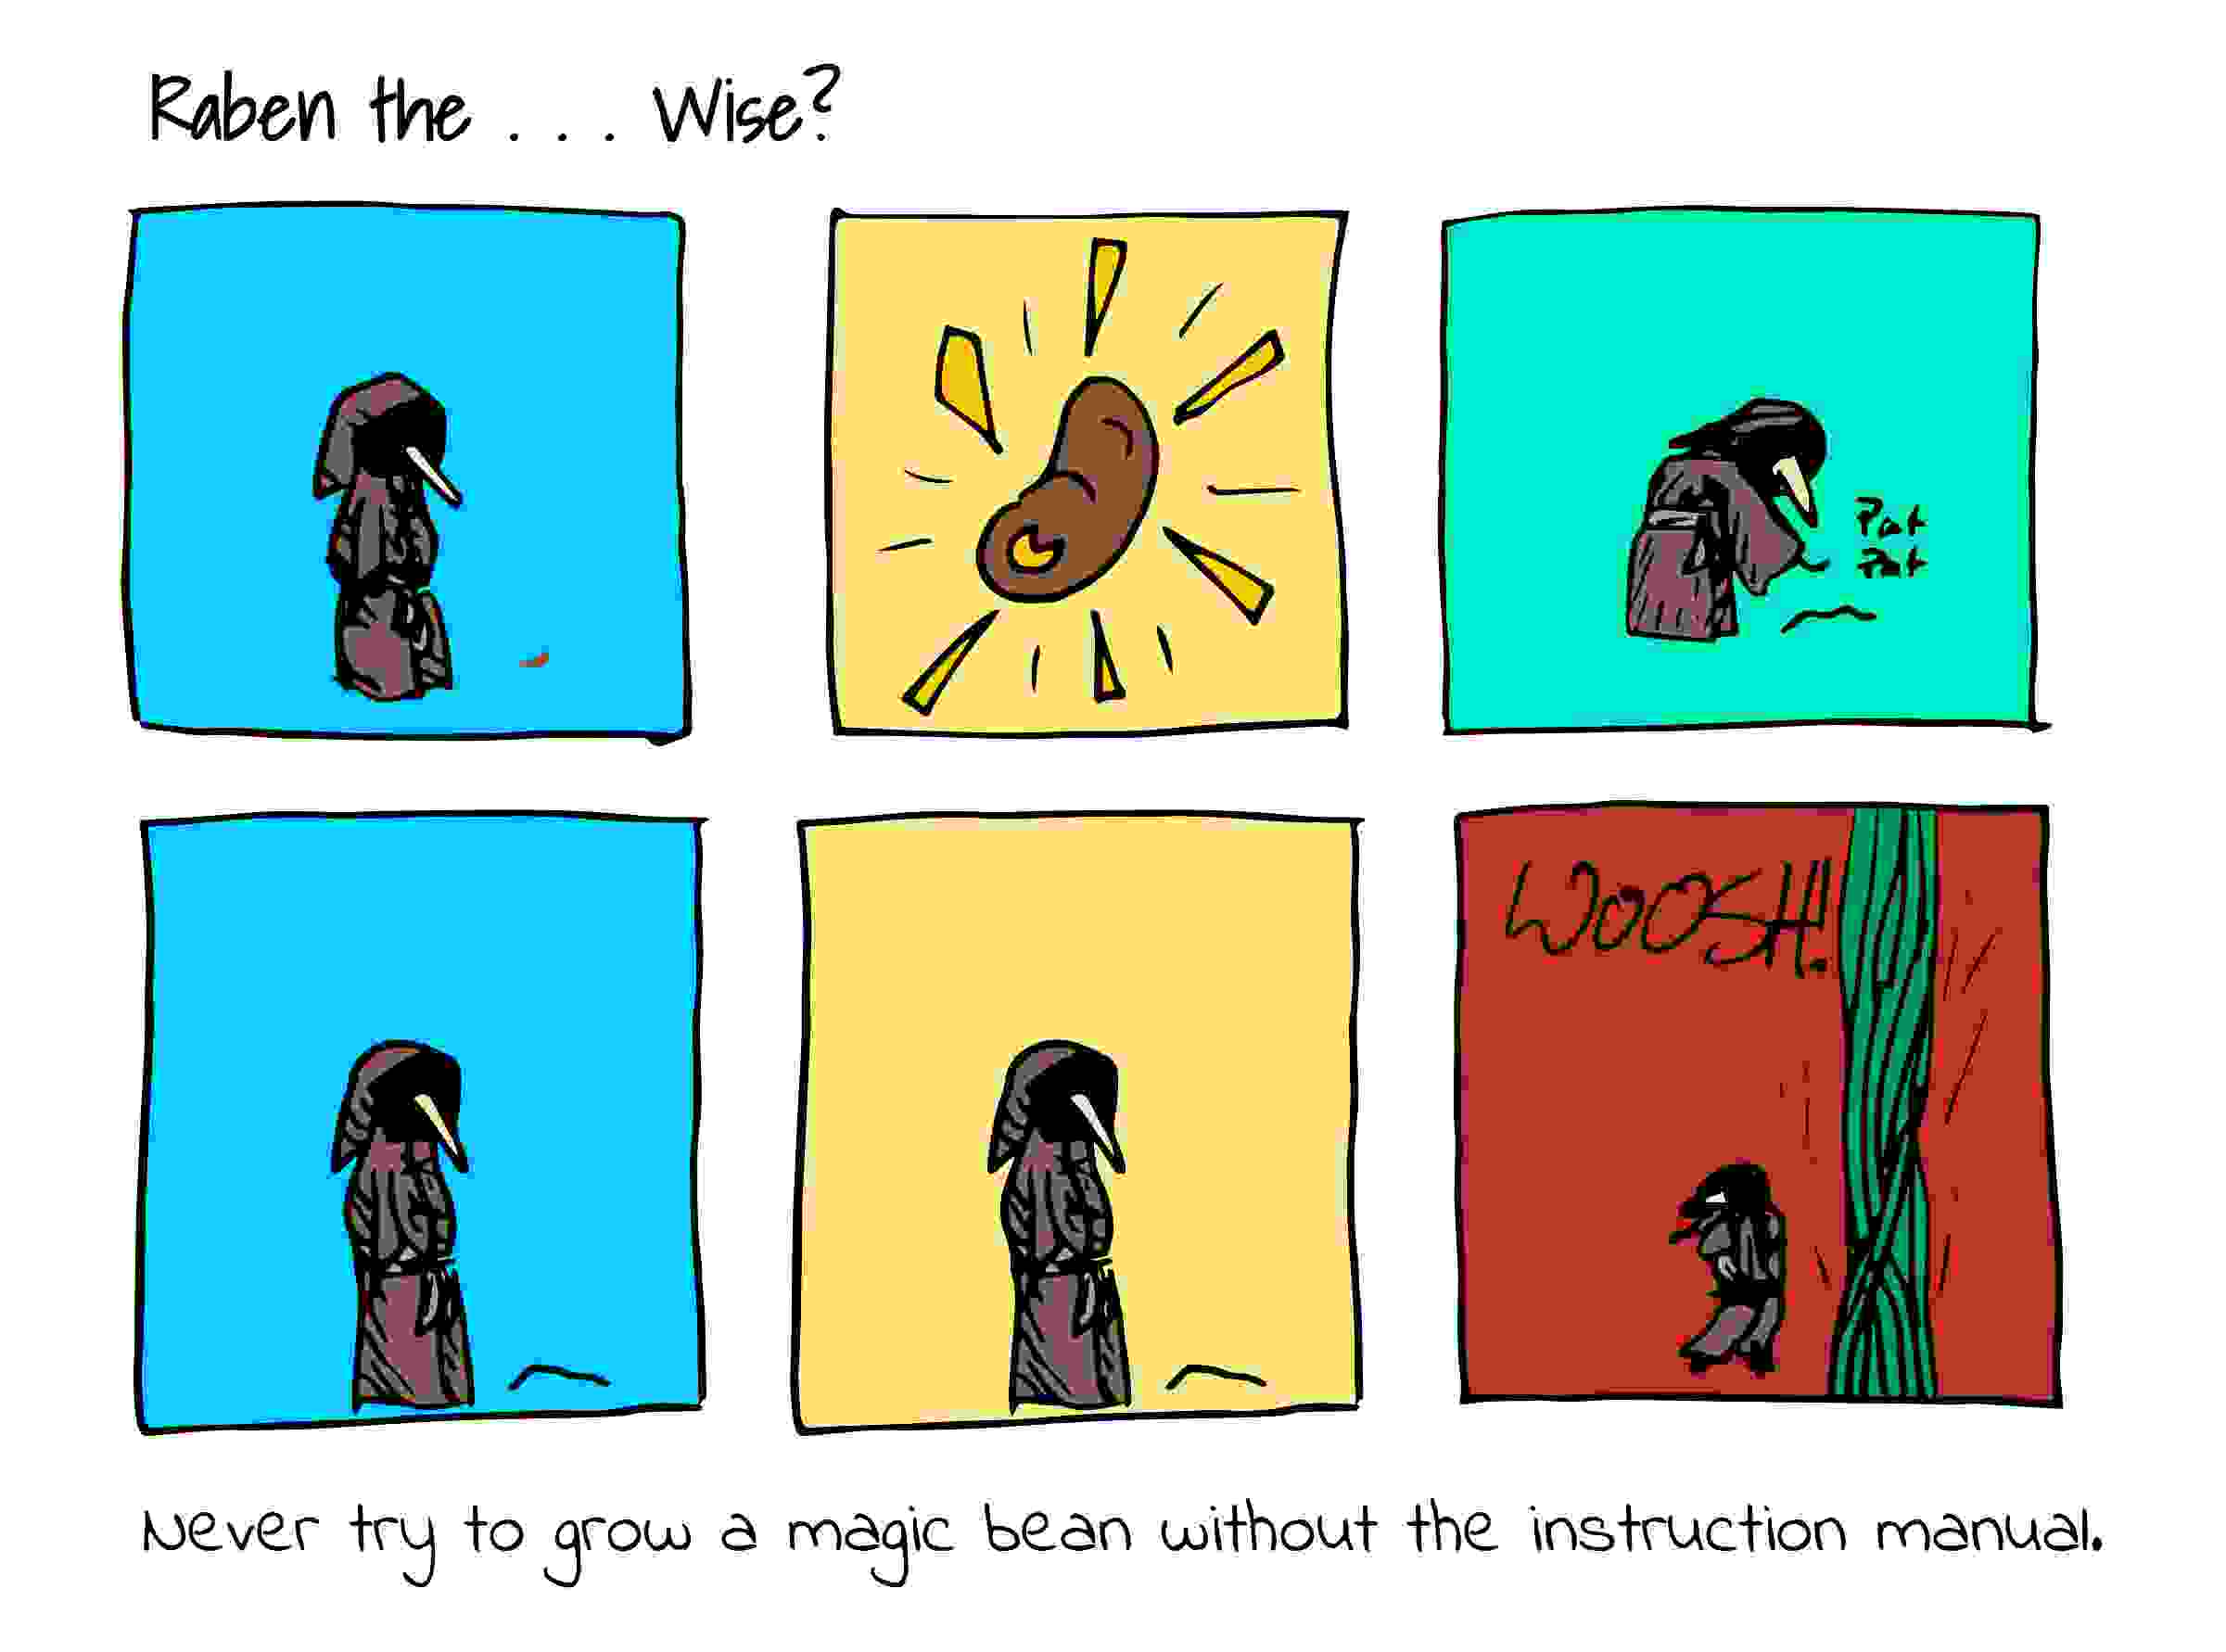 Raben the . . . Wise?
Pat
Pat
WOOSH!
Never try to grow a magic bean without the instruction manual.